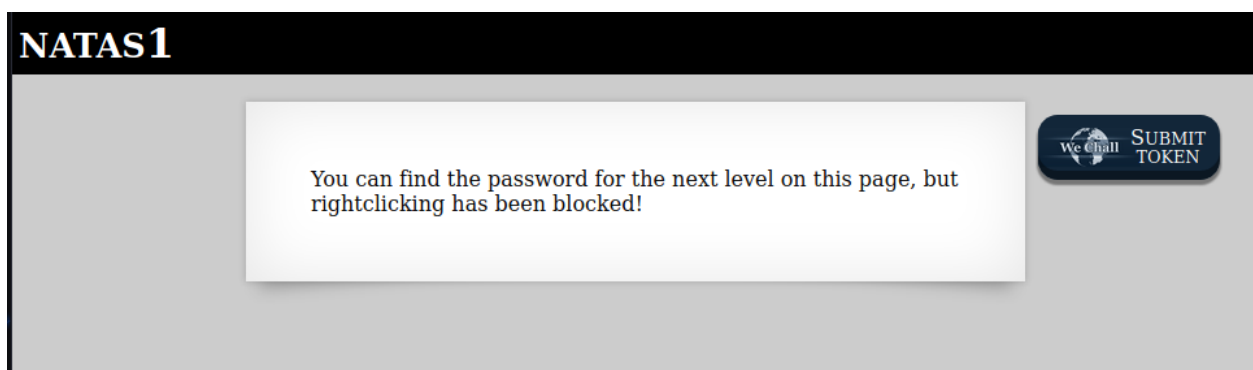 NATAS1
You can find the password for the next level on this page, but
rightclicking has been blocked!
We Chall
SUBMIT
TOKEN